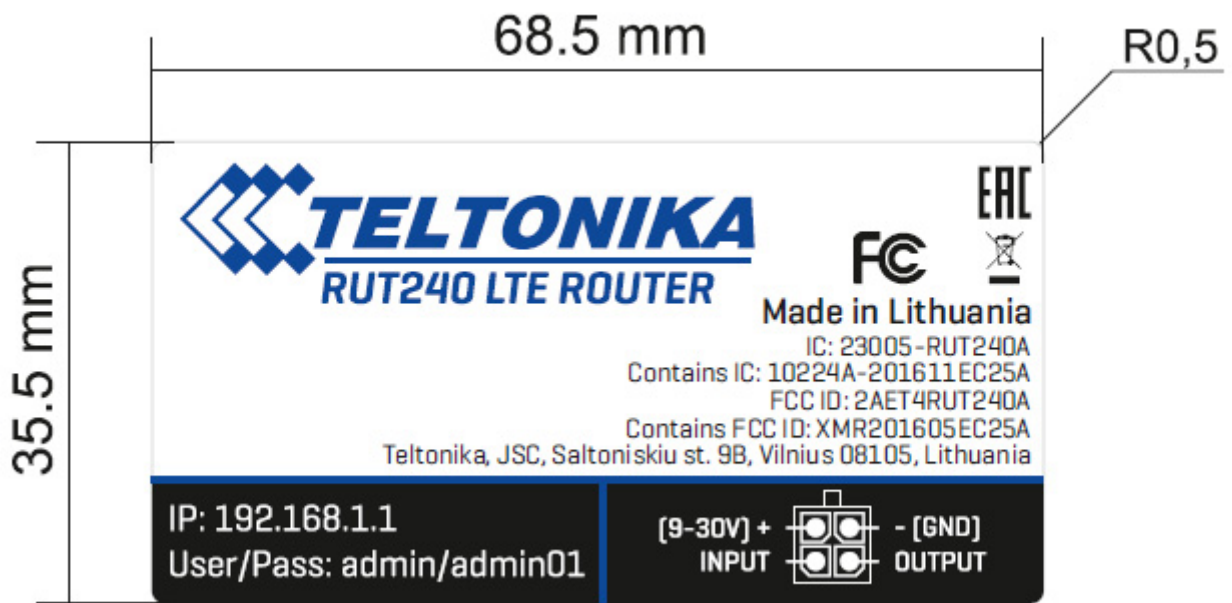 68.5 mm
R0,5
35.5 mm
TELTONIKA
RUT240 LTE ROUTER
EAC
FC
Made in Lithuania
IC: 23005-RUT240A
Contains IC: 10224A-201611EC25A
FCC ID: 2AET4RUT240A
Contains FCC ID: XMR201605EC25A
Teltonika, JSC, Saltoniskiu st. 9B, Vilnius 08105, Lithuania
IP: 192.168.1.1
User/Pass: admin/admin01
(9-30V) + - (GND)
INPUT OUTPUT